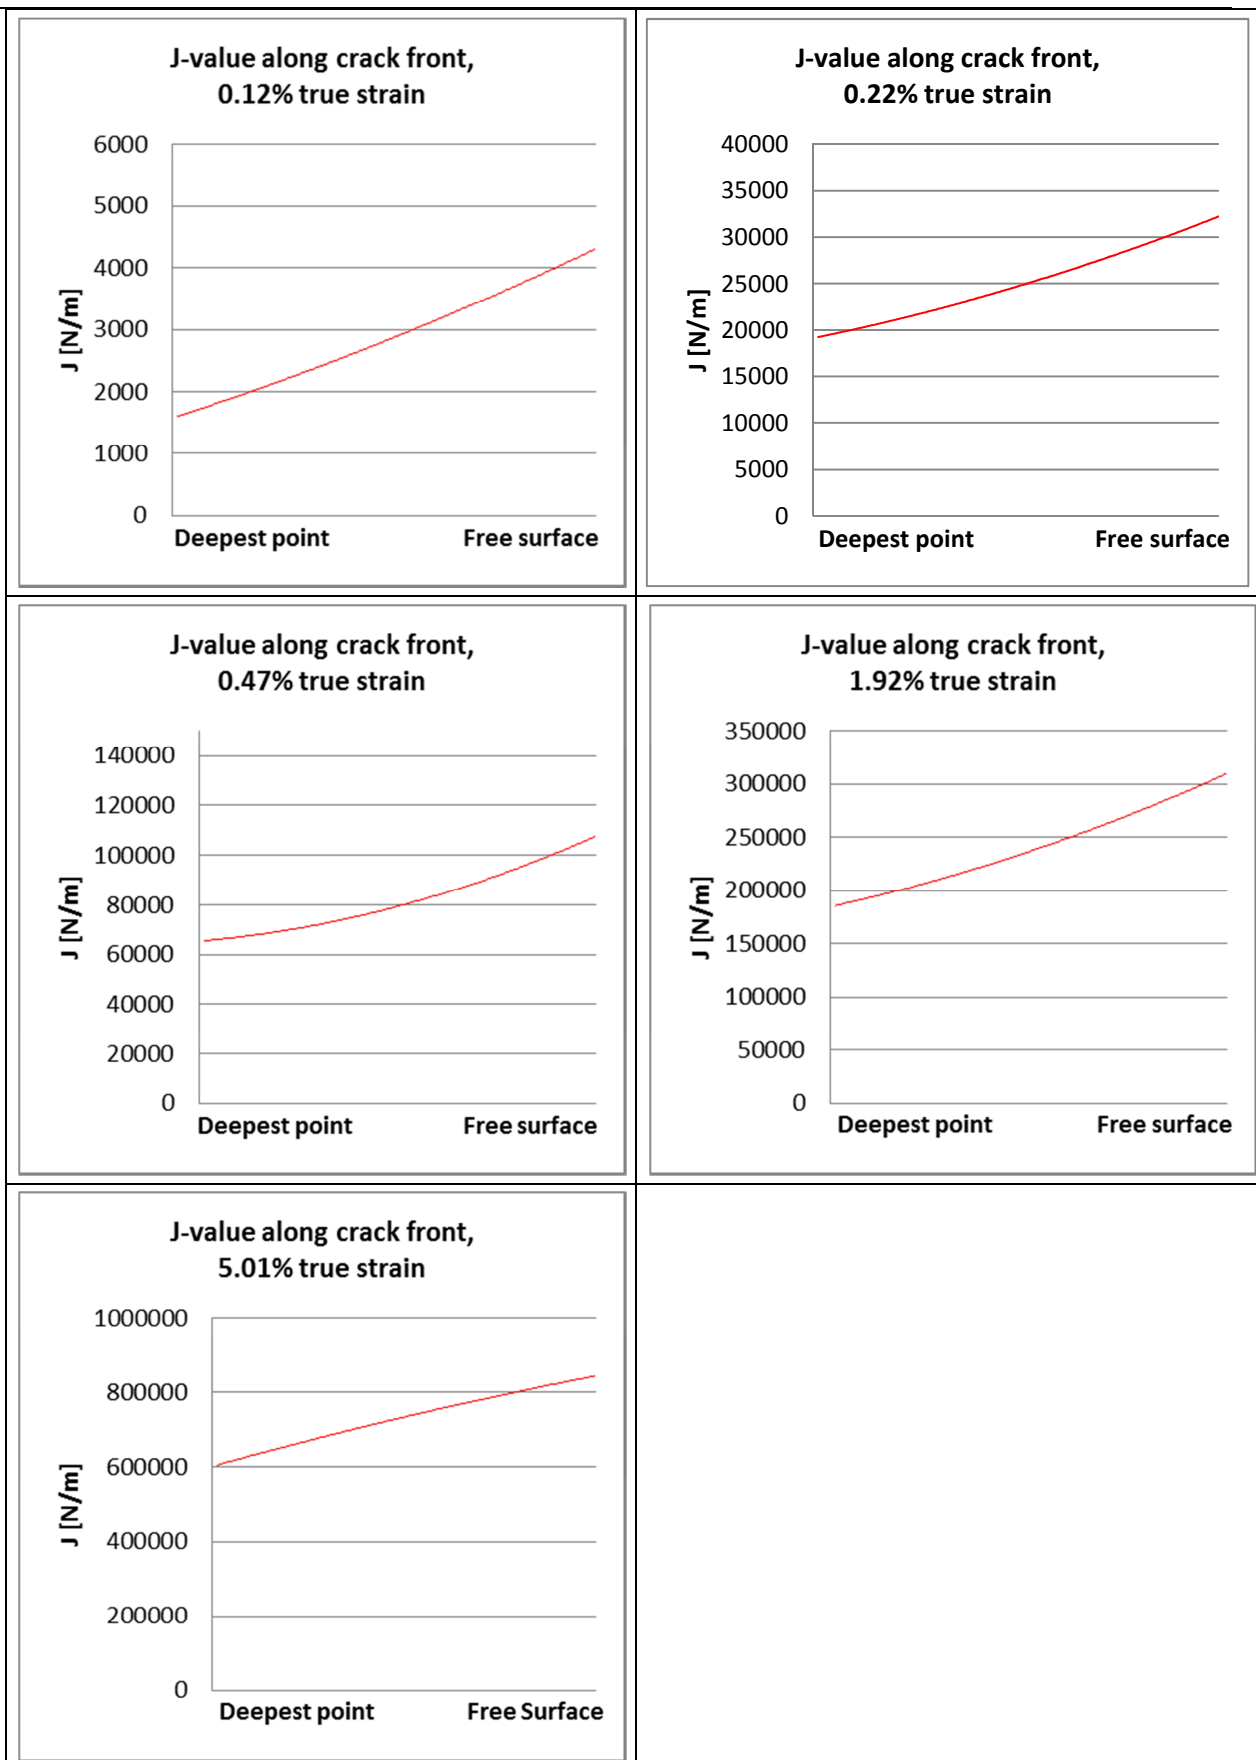 J-value along crack front,
0.12% true strain
6000
5000
4000
3000
2000
1000
0
J [N/m]
Deepest point Free surface
J-value along crack front,
0.22% true strain
40000
35000
30000
25000
20000
15000
10000
5000
0
J [N/m]
Deepest point Free surface
J-value along crack front,
0.47% true strain
140000
120000
100000
80000
60000
40000
20000
0
J [N/m]
Deepest point Free surface
J-value along crack front,
1.92% true strain
350000
300000
250000
200000
150000
100000
50000
0
J [N/m]
Deepest point Free surface
J-value along crack front,
5.01% true strain
1000000
800000
600000
400000
200000
0
J [N/m]
Deepest point Free Surface